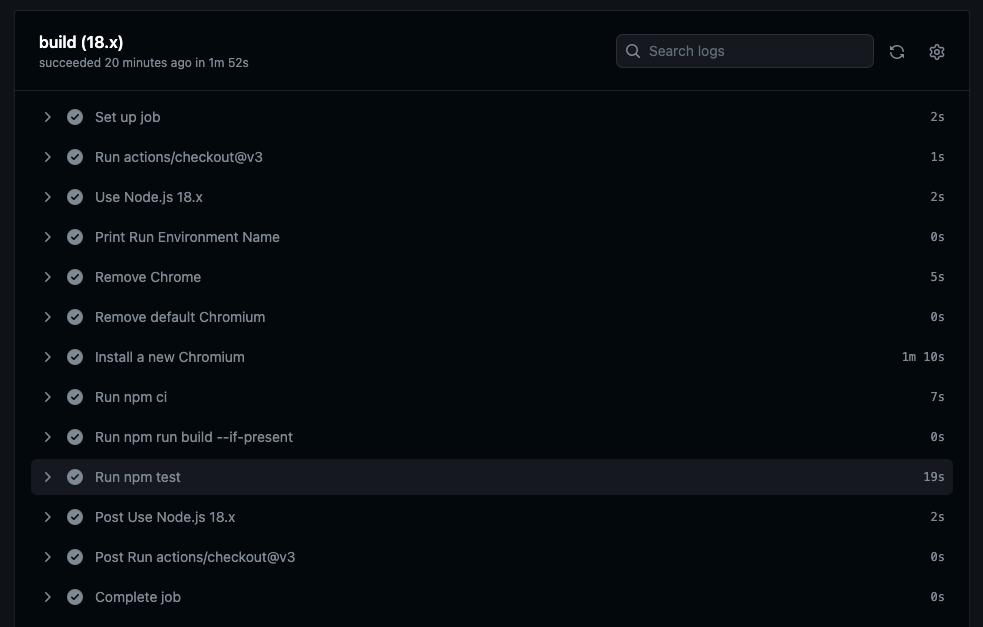 build (18.x)
succeeded 20 minutes ago in 1m 52s
Search logs
Set up job 2s
Run actions/checkout@v3 1s
Use Node.js 18.x 2s
Print Run Environment Name 0s
Remove Chrome 5s
Remove default Chromium 0s
Install a new Chromium 1m 10s
Run npm ci 7s
Run npm run build --if-present 0s
Run npm test 19s
Post Use Node.js 18.x 2s
Post Run actions/checkout@v3 0s
Complete job 0s